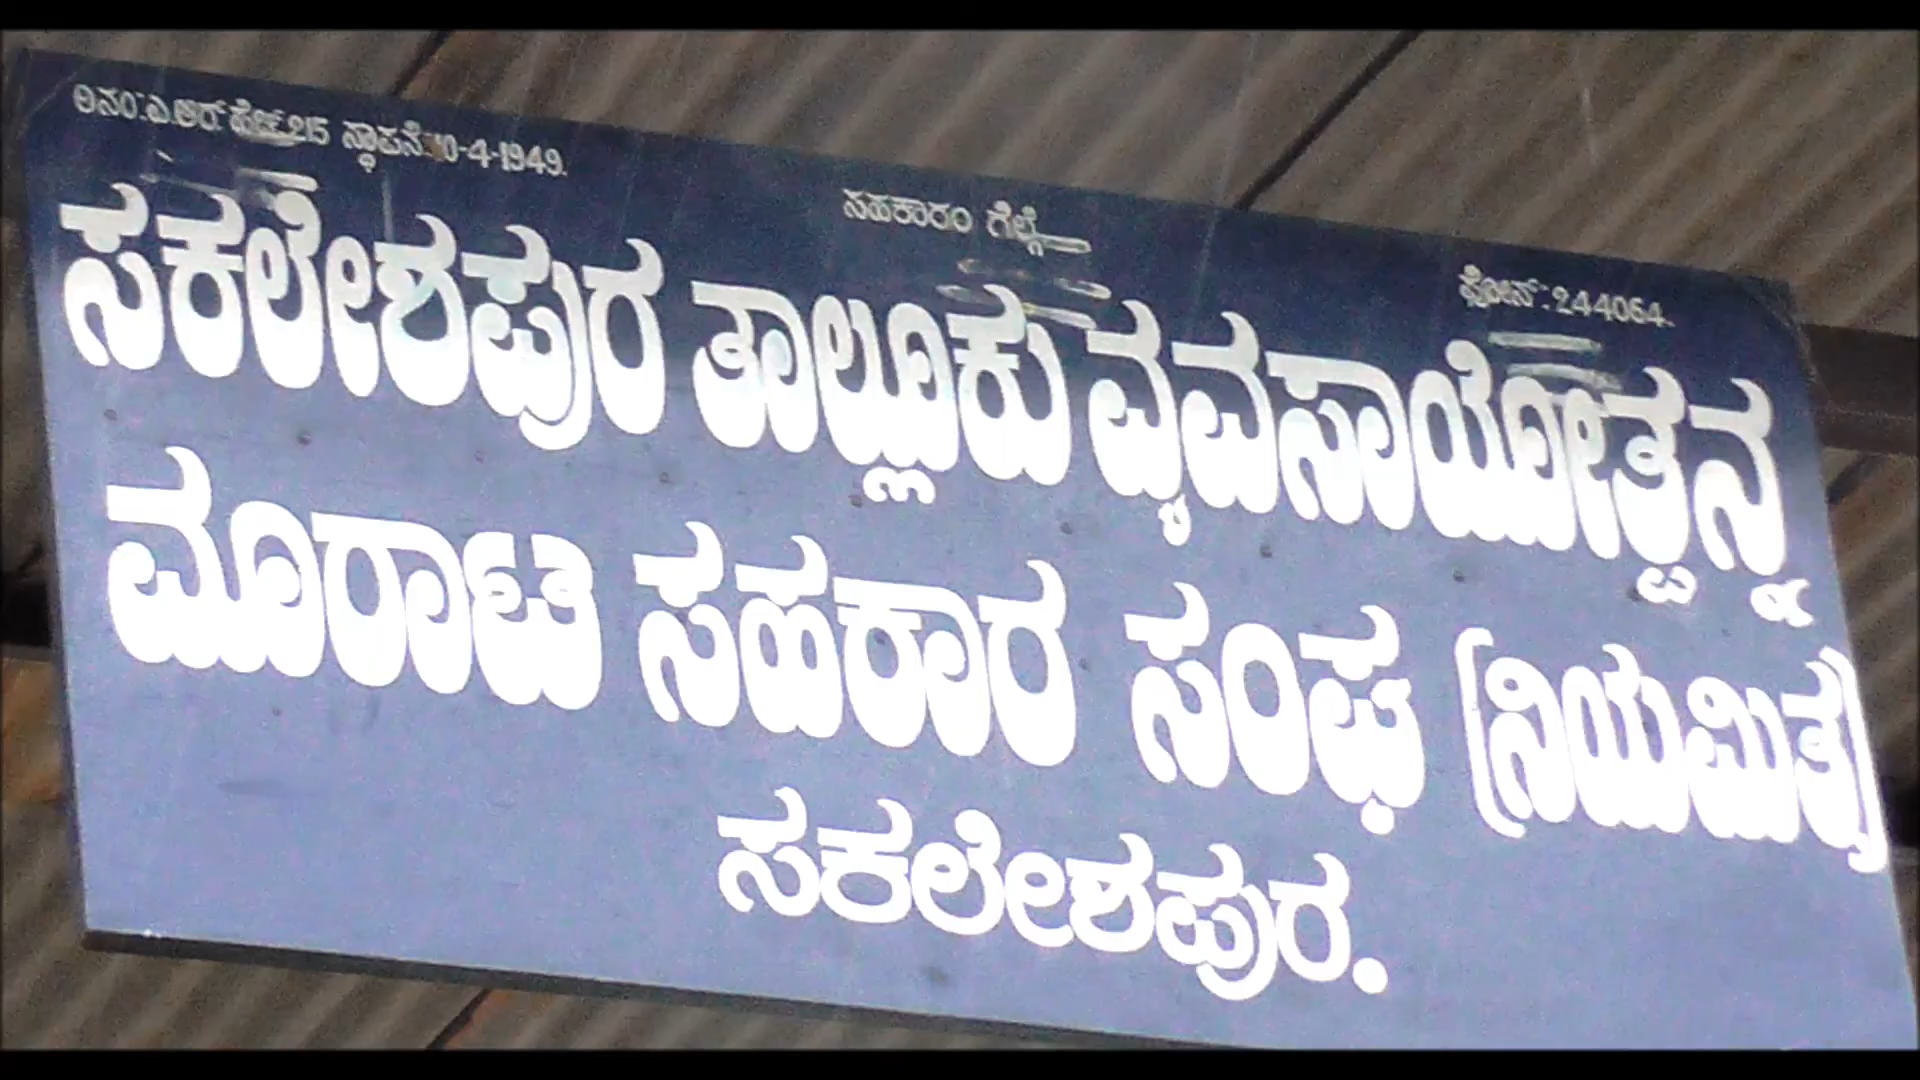 ರಿ.ನಂ:ಎ.ಆರ್.ಹೆಚ್.215 ಸ್ಥಾಪನೆ:10-4-1949.
ಸಹಕಾರಂ ಗೆಲ್ಗೆ
ಫೋನ್:244064.
ಸಕಲೇಶಪುರ ತಾಲ್ಲೂಕು ವ್ಯವಸಾಯೋತ್ಪನ್ನ
ಮಾರಾಟ ಸಹಕಾರ ಸಂಘ (ನಿಯಮಿತ)
ಸಕಲೇಶಪುರ.